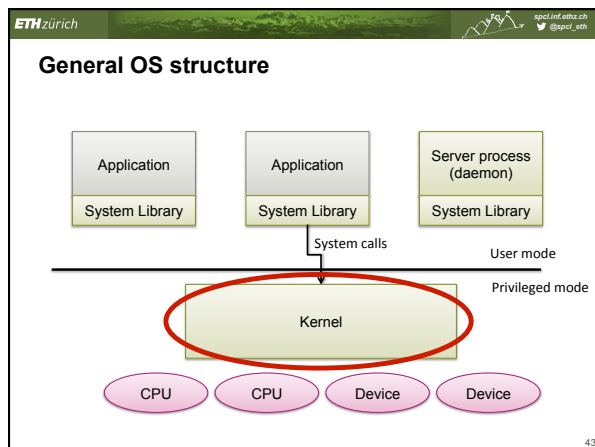 ETH zürich
spcl.inf.ethz.ch
@spcl_eth
General OS structure
Application
Application
Server process
(daemon)
System Library
System Library
System Library
System calls
User mode
Privileged mode
Kernel
CPU
CPU
Device
Device
43